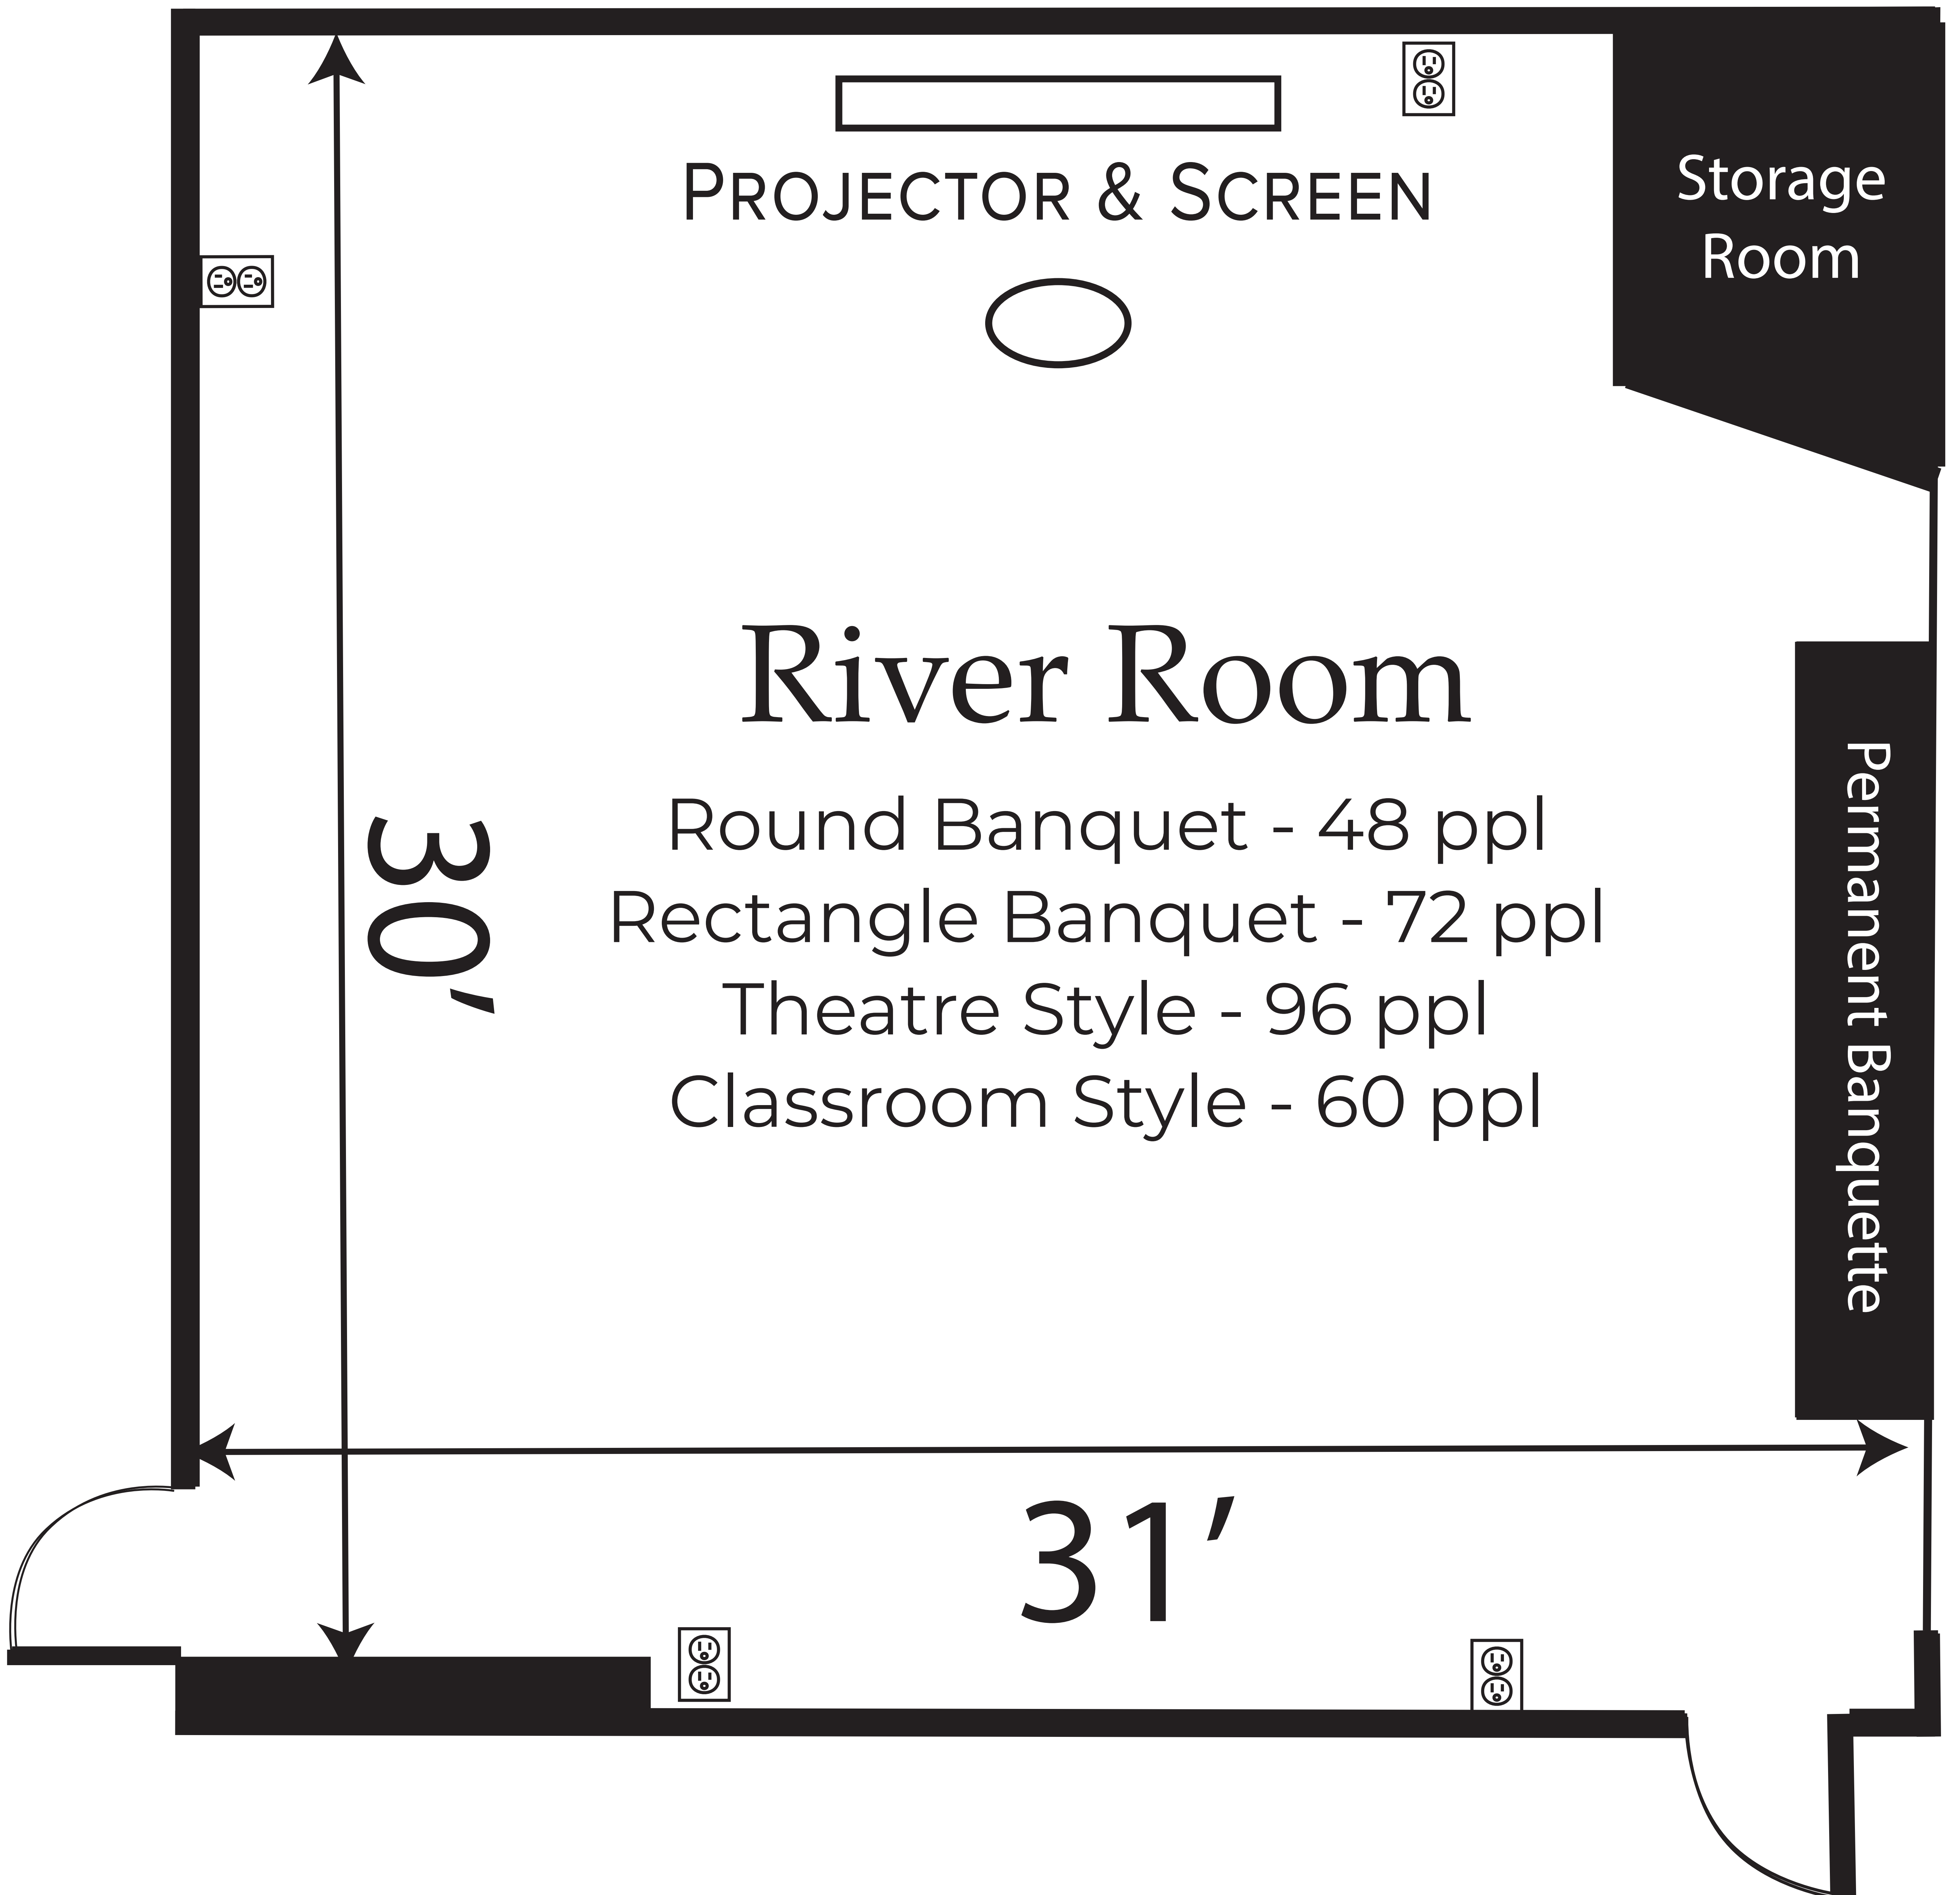 PROJECTOR & SCREEN
Storage
Room
River Room
Round Banquet - 48 ppl
Rectangle Banquet - 72 ppl
Theatre Style - 96 ppl
Classroom Style - 60 ppl
30′
Permanent Banquette
31′